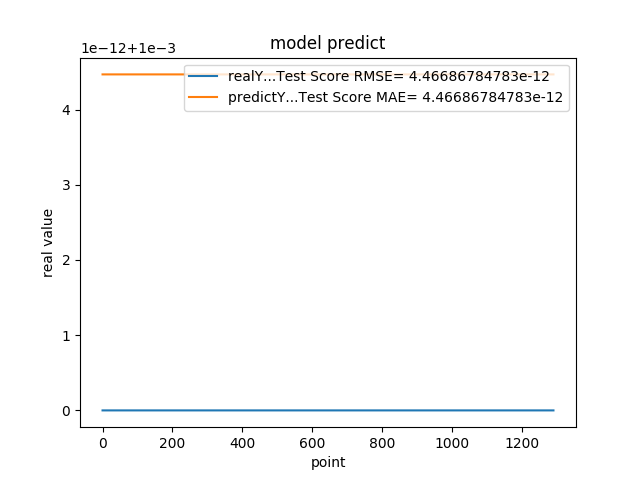 model predict
1e−12+1e−3
realY...Test Score RMSE= 4.46686784783e-12
predictY...Test Score MAE= 4.46686784783e-12
4
3
2
1
0
real value
0 200 400 600 800 1000 1200
point